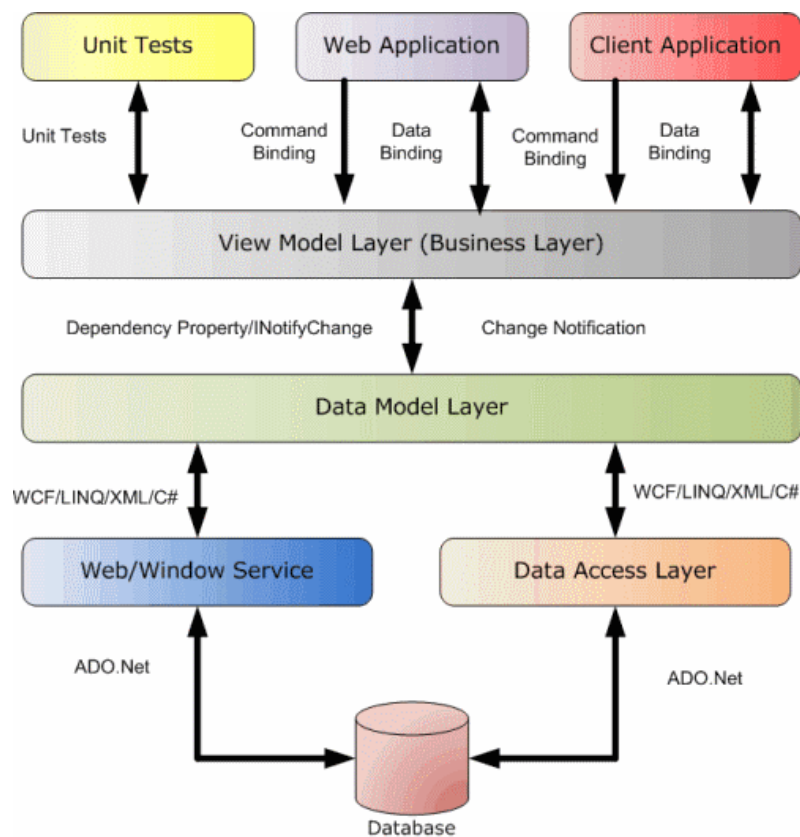 Unit Tests
Web Application
Client Application
Unit Tests
Command
Binding
Data
Binding
Command
Binding
Data
Binding
View Model Layer (Business Layer)
Dependency Property/INotifyChange
Change Notification
Data Model Layer
WCF/LINQ/XML/C#
WCF/LINQ/XML/C#
Web/Window Service
Data Access Layer
ADO.Net
ADO.Net
Database